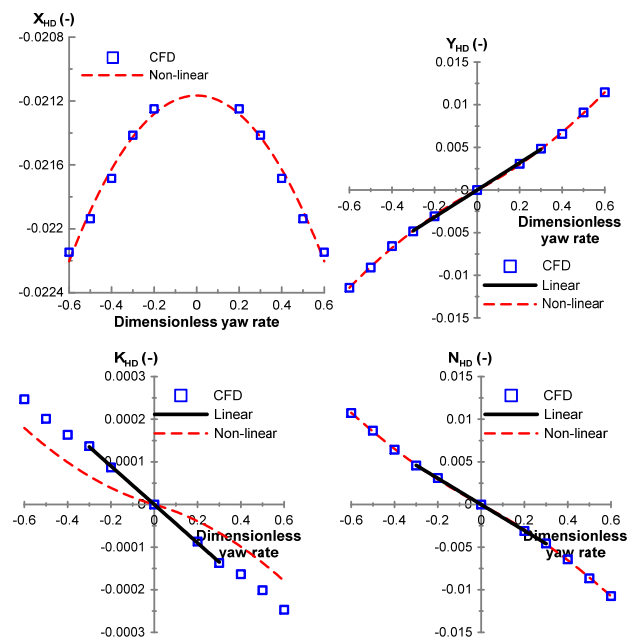 X_HD (-)
-0.0208
CFD
Non-linear
-0.0212
-0.0216
-0.022
-0.0224
-0.6 -0.4 -0.2 0 0.2 0.4 0.6
Dimensionless yaw rate
Y_HD (-)
0.015
0.01
0.005
0
-0.6 -0.4 -0.2 0 0.2 0.4 0.6
Dimensionless
yaw rate
-0.005
-0.01
-0.015
CFD
Linear
Non-linear
K_HD (-)
0.0003
CFD
Linear
Non-linear
0.0002
0.0001
0.0000
-0.6 -0.4 -0.2 0 0.2 0.4 0.6
Dimensionless
yaw rate
-0.0001
-0.0002
-0.0003
N_HD (-)
0.015
CFD
Linear
Non-linear
0.01
0.005
0
-0.6 -0.4 -0.2 0 0.2 0.4 0.6
Dimensionless
yaw rate
-0.005
-0.01
-0.015